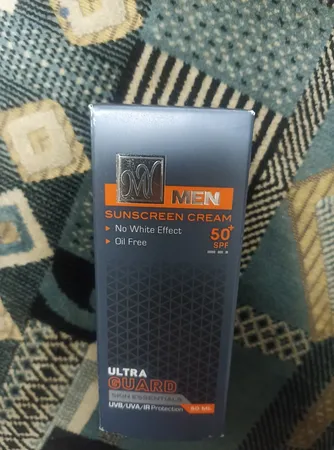 MY MEN
SUNSCREEN CREAM
▸ No White Effect
▸ Oil Free
50+
SPF
ULTRA
GUARD
SKIN ESSENTIALS
UVB/UVA/IR Protection
50 ML